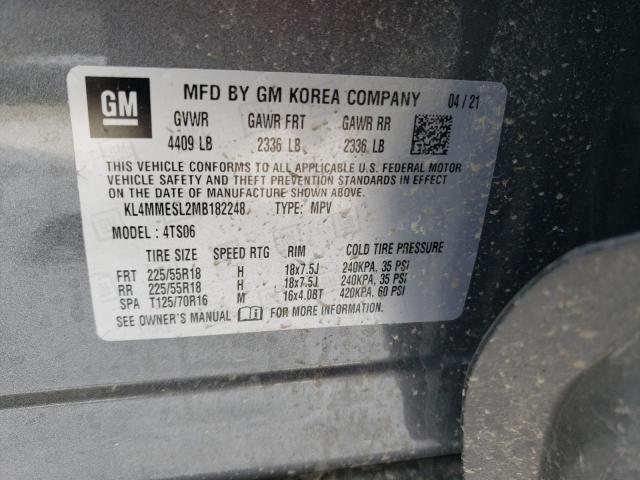 GM
MFD BY GM KOREA COMPANY 04 / 21
GVWR GAWR FRT GAWR RR
4409 LB 2336 LB 2336 LB
THIS VEHICLE CONFORMS TO ALL APPLICABLE U.S. FEDERAL MOTOR
VEHICLE SAFETY AND THEFT PREVENTION STANDARDS IN EFFECT ON
THE DATE OF MANUFACTURE SHOWN ABOVE.
KL4MMESL2MB182248 TYPE: MPV
MODEL : 4TS06
TIRE SIZE SPEED RTG RIM COLD TIRE PRESSURE
FRT 225/55R18 H 18x7.5J 240KPA, 35 PSI
RR 225/55R18 H 18x7.5J 240KPA, 35 PSI
SPA T125/70R16 M 16x4.0BT 420KPA, 60 PSI
SEE OWNER'S MANUAL FOR MORE INFORMATION